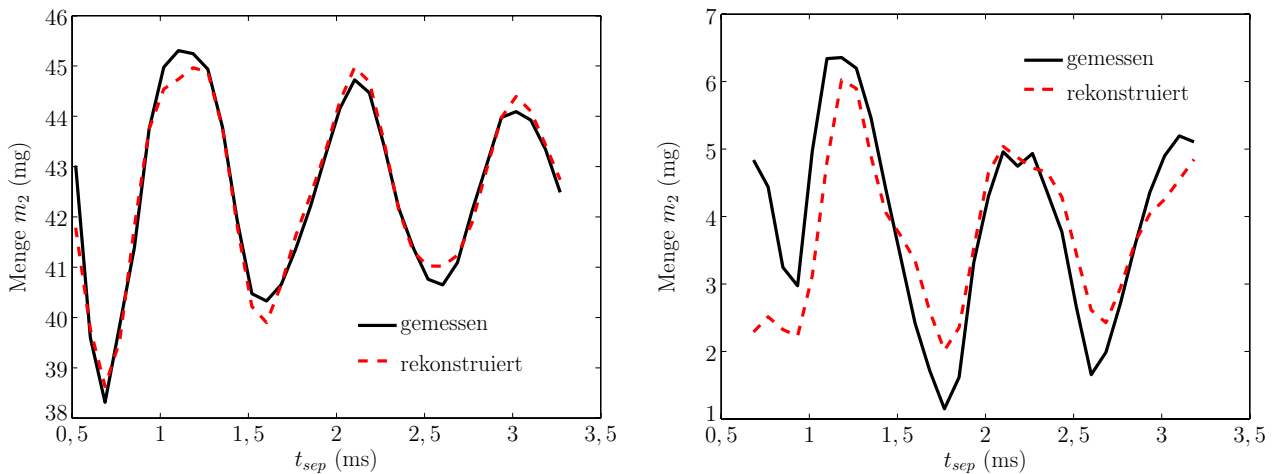 46
45
44
43
42
41
40
39
38
Menge m2 (mg)
gemessen
rekonstruiert
0, 5 1 1, 5 2 2, 5 3 3, 5
tsep (ms)
7
6
5
4
3
2
1
Menge m2 (mg)
gemessen
rekonstruiert
0, 5 1 1, 5 2 2, 5 3 3, 5
tsep (ms)